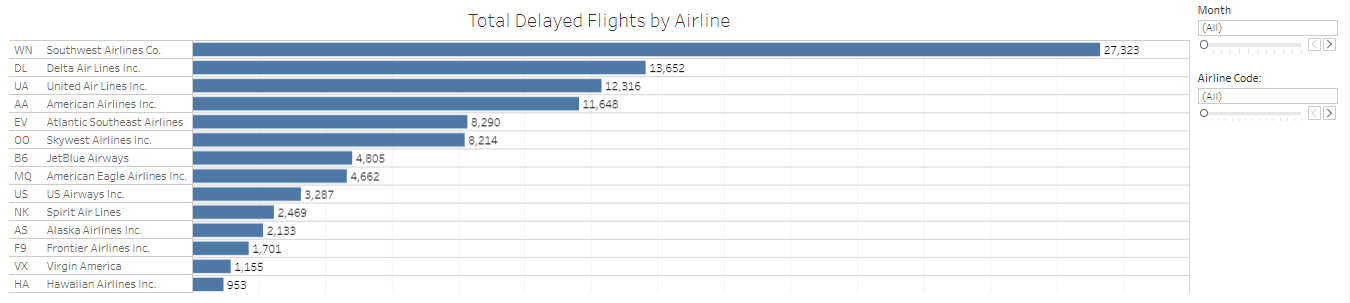 Total Delayed Flights by Airline
WN Southwest Airlines Co. 27,323
DL Delta Air Lines Inc. 13,652
UA United Air Lines Inc. 12,316
AA American Airlines Inc. 11,648
EV Atlantic Southeast Airlines 8,290
OO Skywest Airlines Inc. 8,214
B6 JetBlue Airways 4,805
MQ American Eagle Airlines Inc. 4,662
US US Airways Inc. 3,287
NK Spirit Air Lines 2,469
AS Alaska Airlines Inc. 2,133
F9 Frontier Airlines Inc. 1,701
VX Virgin America 1,155
HA Hawaiian Airlines Inc. 953
Month
(All)
Airline Code:
(All)